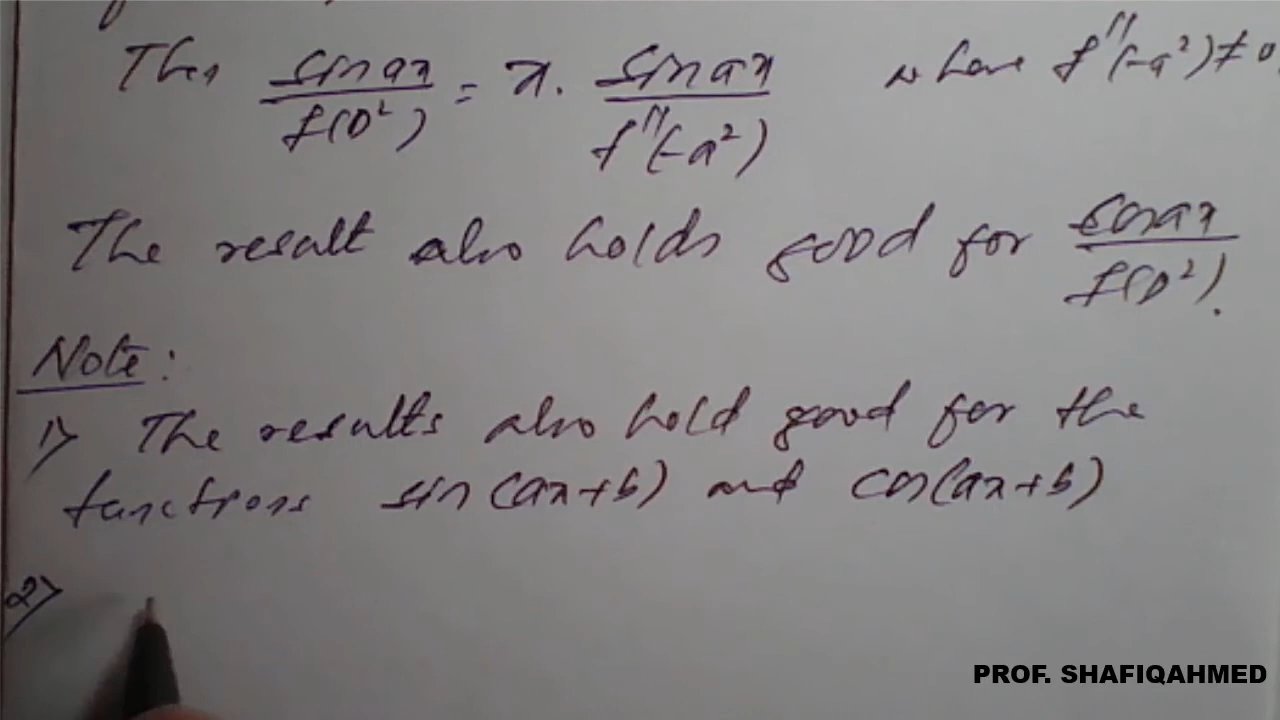 Then sin ax / f(D²) = x. sin ax / f''(-a²) where f''(-a²) ≠ 0.
The result also holds good for cos ax / f(D²).
Note:
1> The results also hold good for the
functions sin(ax+b) and cos(ax+b)
2>
PROF. SHAFIQAHMED